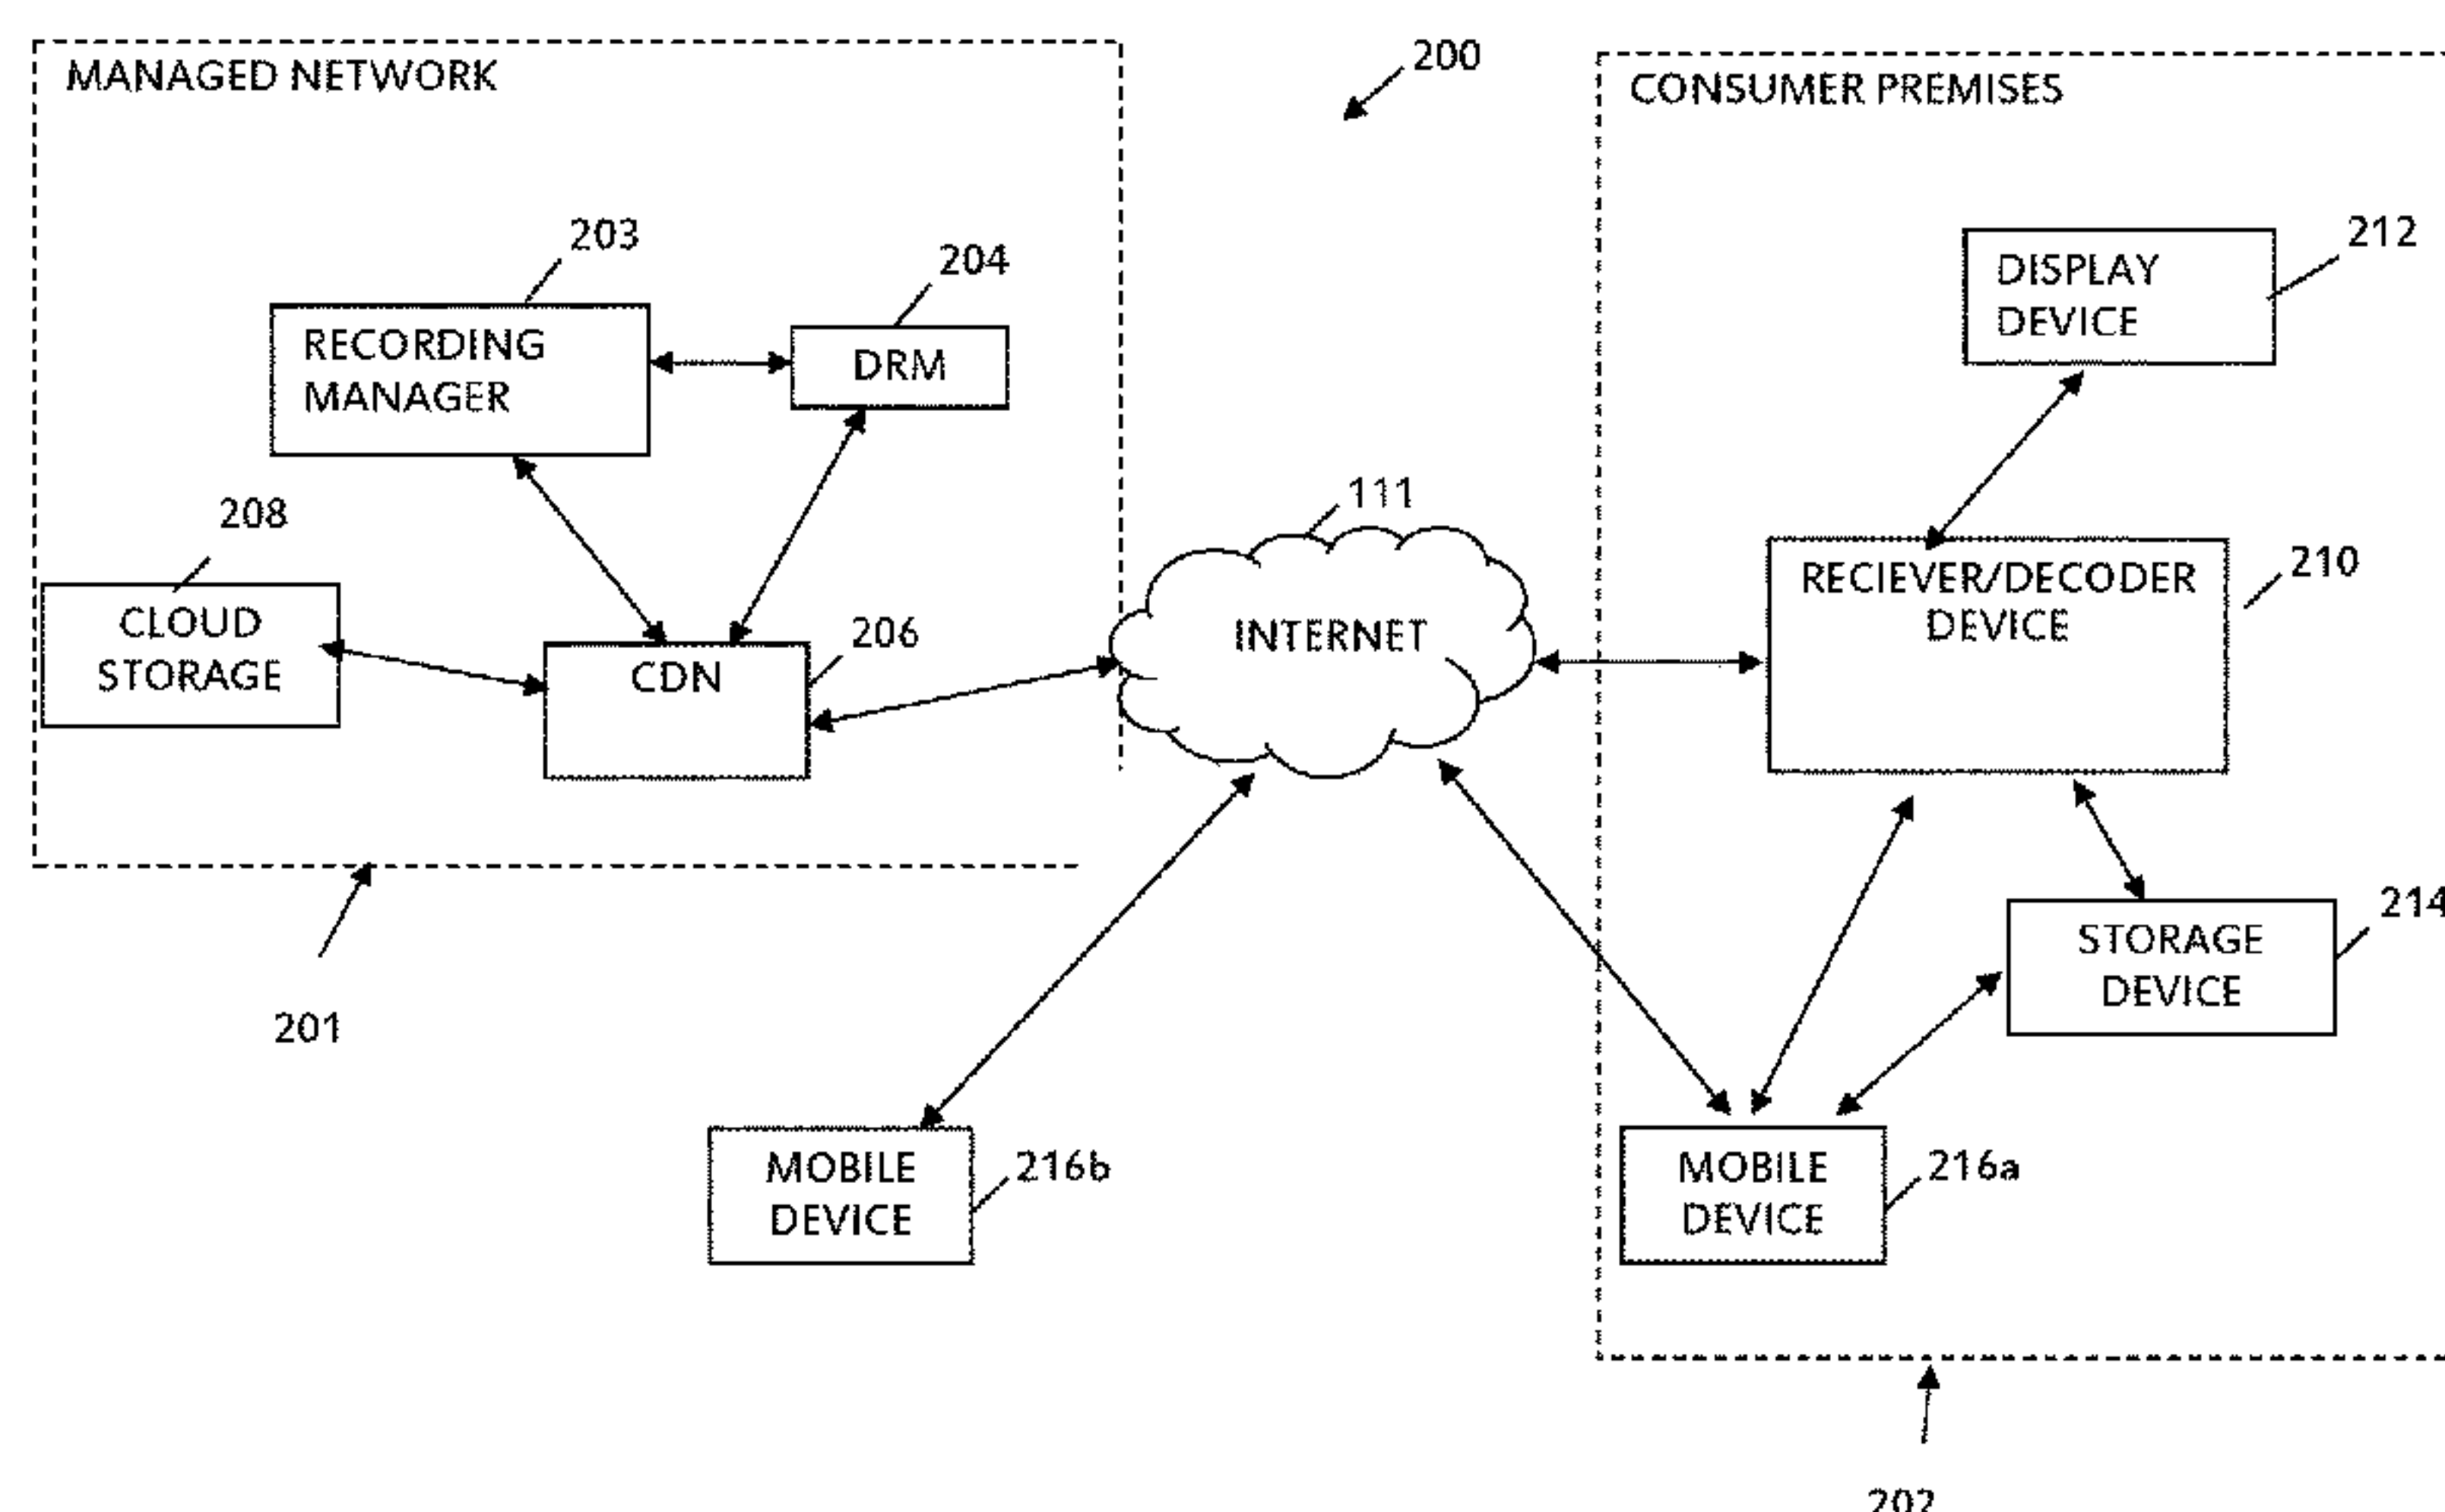 MANAGED NETWORK
200
CONSUMER PREMISES
203
204
212
RECORDING
MANAGER
DRM
DISPLAY
DEVICE
208
111
210
CLOUD
STORAGE
206
CDN
INTERNET
RECIEVER/DECODER
DEVICE
214
STORAGE
DEVICE
201
MOBILE
DEVICE
216b
MOBILE
DEVICE
216a
202